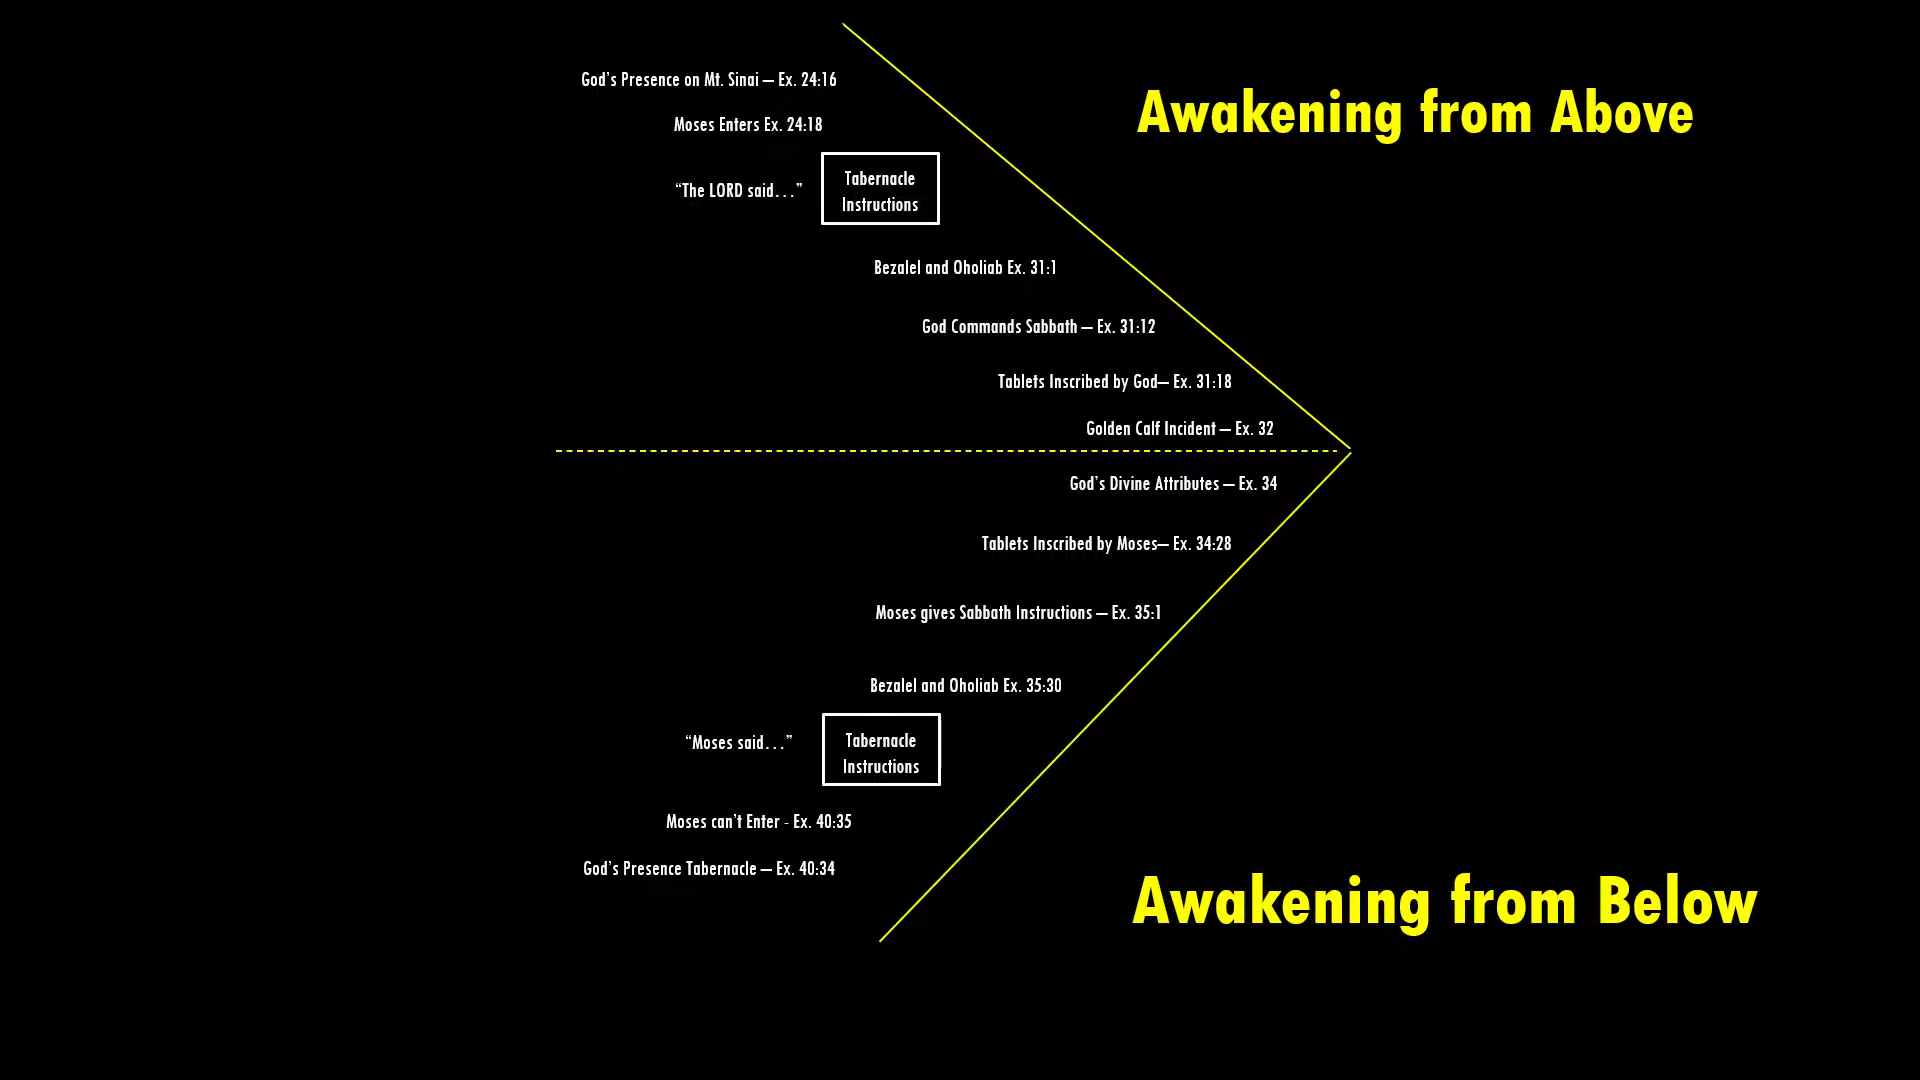 God’s Presence on Mt. Sinai – Ex. 24:16
Awakening from Above
Moses Enters Ex. 24:18
“The LORD said…”
Tabernacle
Instructions
Bezalel and Oholiab Ex. 31:1
God Commands Sabbath – Ex. 31:12
Tablets Inscribed by God– Ex. 31:18
Golden Calf Incident – Ex. 32
God’s Divine Attributes – Ex. 34
Tablets Inscribed by Moses– Ex. 34:28
Moses gives Sabbath Instructions – Ex. 35:1
Bezalel and Oholiab Ex. 35:30
“Moses said…”
Tabernacle
Instructions
Moses can’t Enter - Ex. 40:35
God’s Presence Tabernacle – Ex. 40:34
Awakening from Below